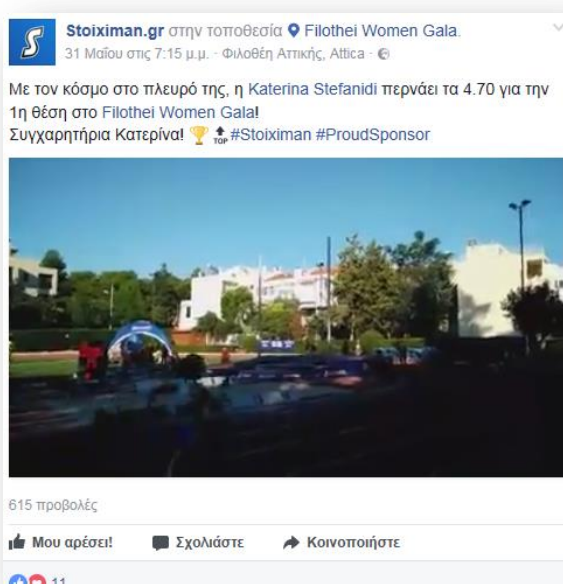 Stoiximan.gr στην τοποθεσία Filothei Women Gala.
31 Μαΐου στις 7:15 μ.μ. · Φιλοθέη Αττικής, Attica ·
Με τον κόσμο στο πλευρό της, η Katerina Stefanidi περνάει τα 4.70 για την
1η θέση στο Filothei Women Gala!
Συγχαρητήρια Κατερίνα! 🏆 🔝 #Stoiximan #ProudSponsor
615 προβολές
Μου αρέσει! Σχολιάστε Κοινοποιήστε
11